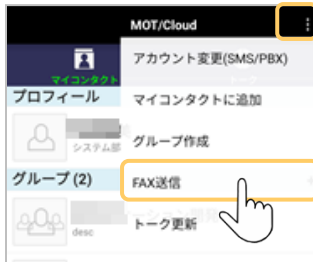 MOT/Cloud
アカウント変更(SMS/PBX)
マイコンタクト
プロフィール
マイコンタクトに追加
システム部
グループ作成
グループ (2)
FAX送信
トーク更新
desc